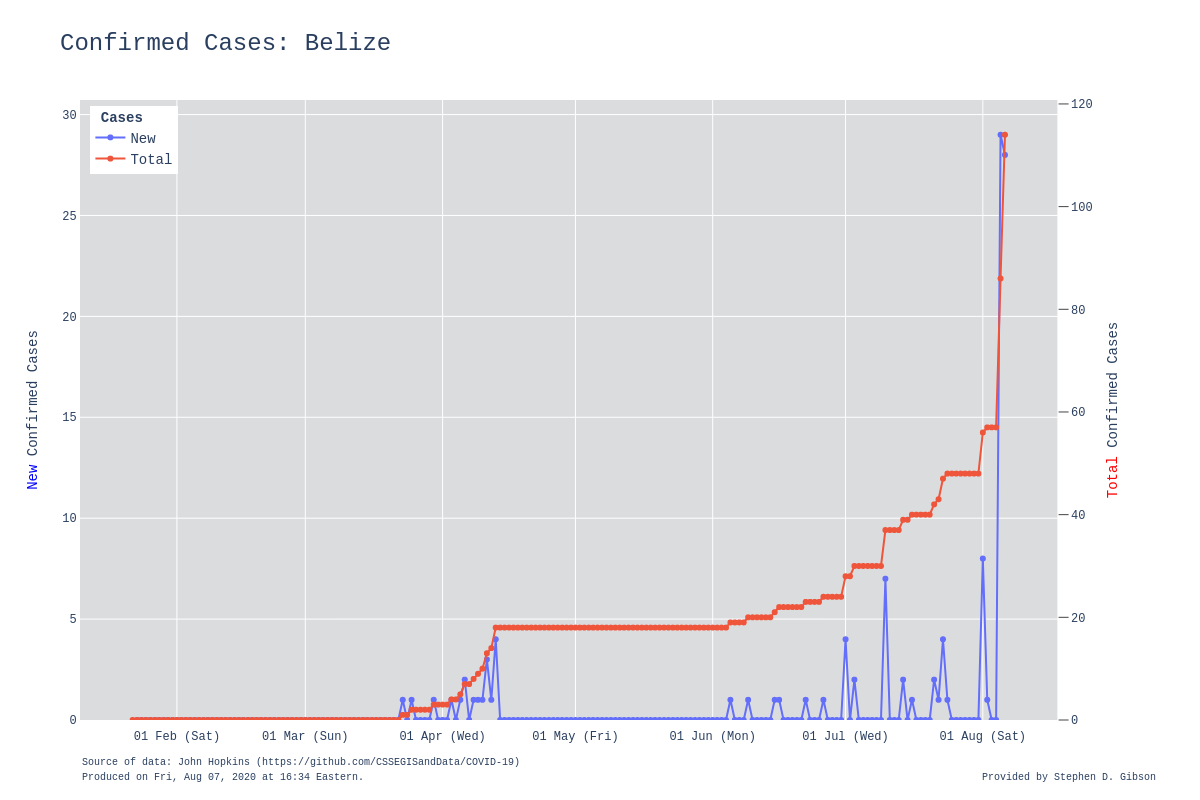 Confirmed Cases: Belize
Cases
New
Total
30
25
20
15
10
5
0
120
100
80
60
40
20
0
New Confirmed Cases
Total Confirmed Cases
01 Feb (Sat) 01 Mar (Sun) 01 Apr (Wed) 01 May (Fri) 01 Jun (Mon) 01 Jul (Wed) 01 Aug (Sat)
Source of data: John Hopkins (https://github.com/CSSEGISandData/COVID-19)
Produced on Fri, Aug 07, 2020 at 16:34 Eastern.
Provided by Stephen D. Gibson